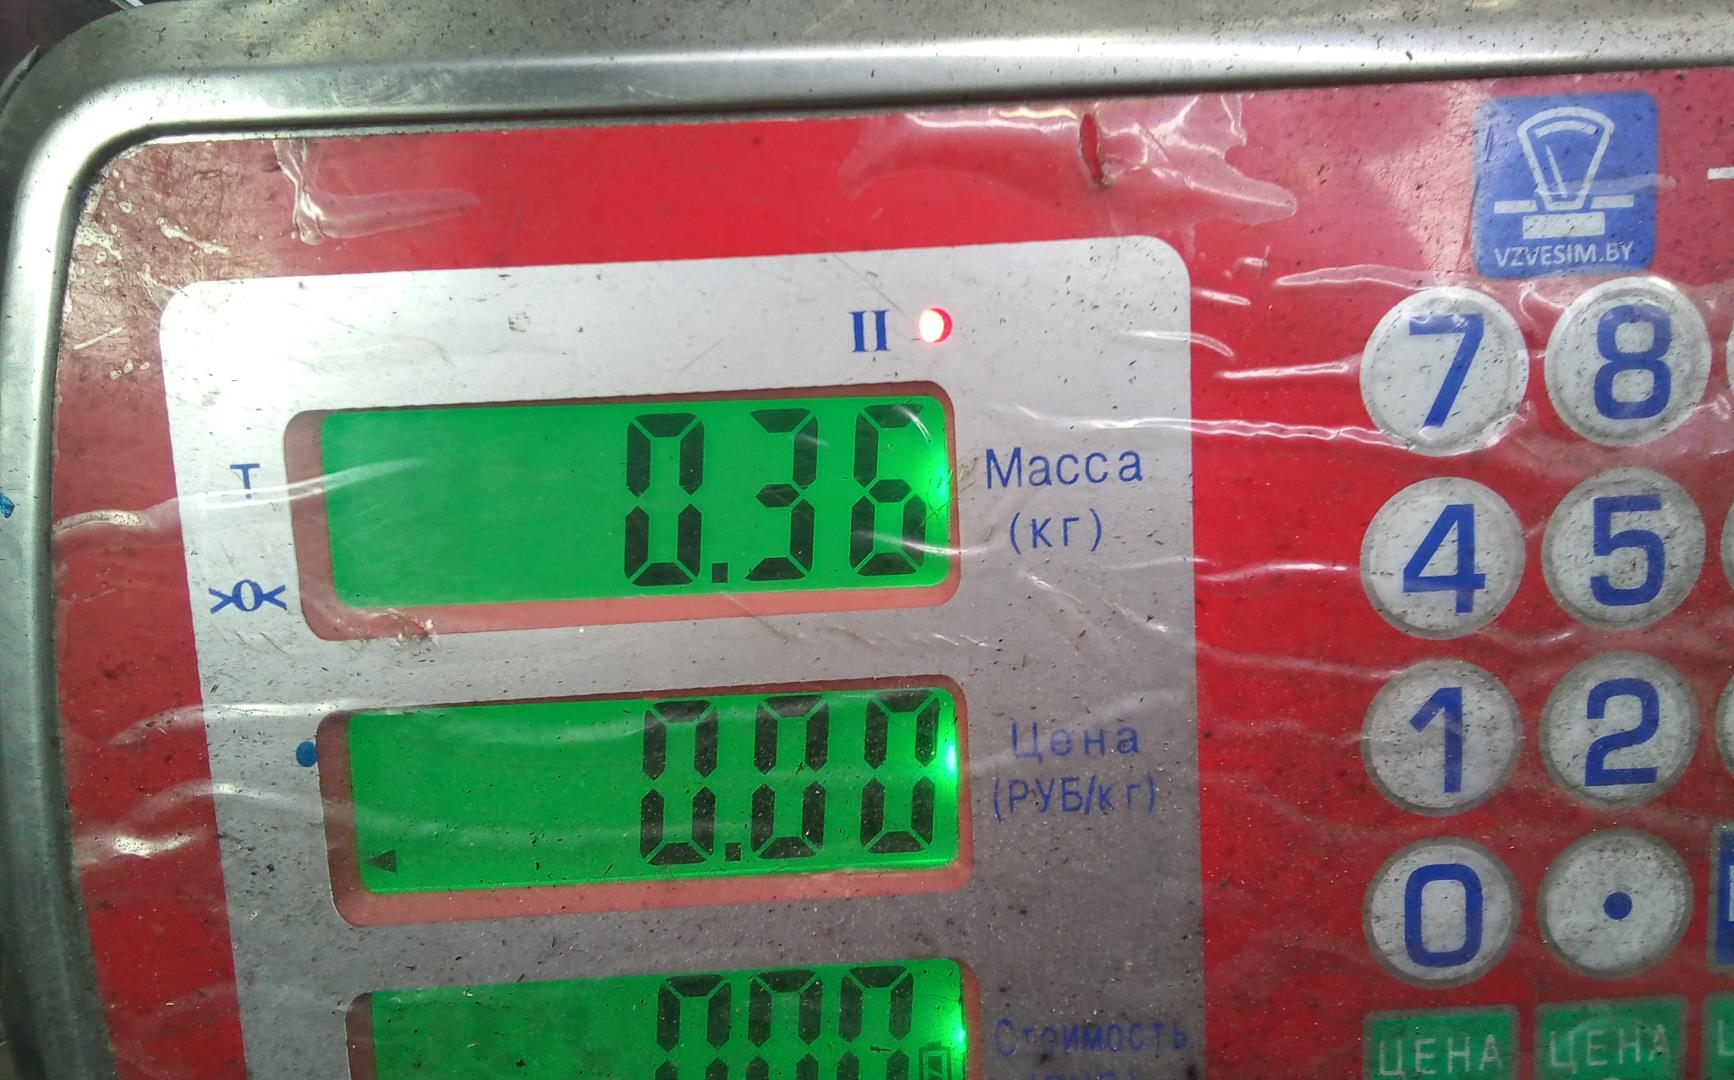 VZVESIM.BY
II
Т
0.36
Масса
(кг)
>0<
0.00
Цена
(РУБ/кг)
Стоимость
7 8
4 5
1 2
0 .
ЦЕНА ЦЕНА